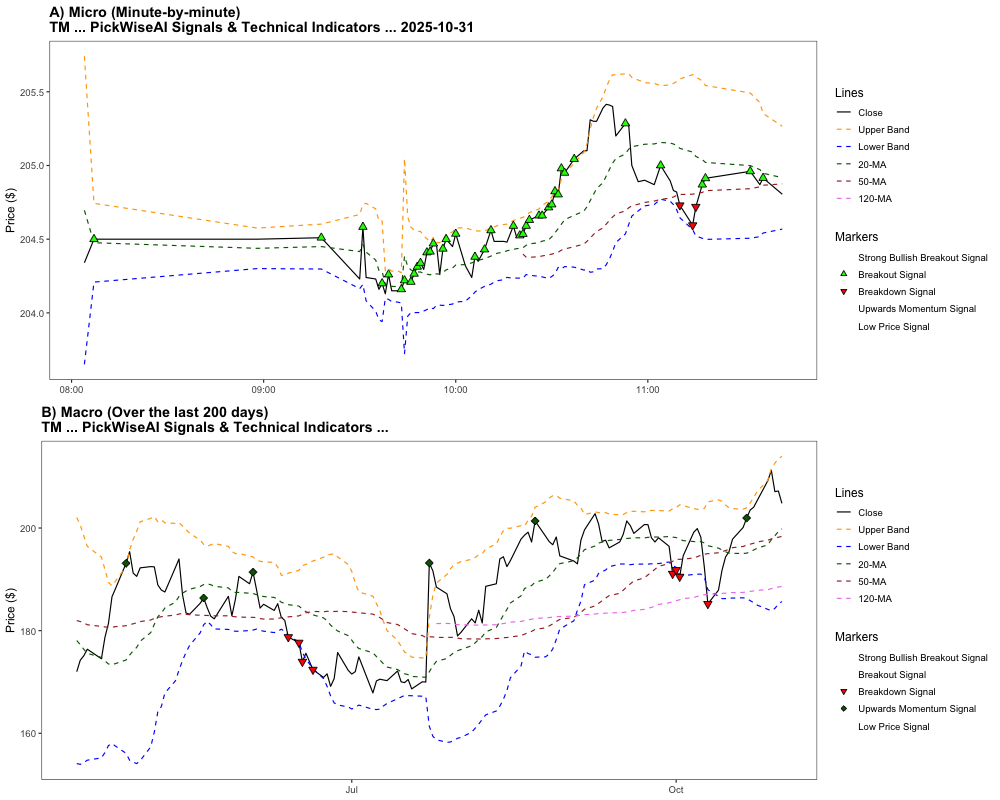 A) Micro (Minute-by-minute)
TM ... PickWiseAI Signals & Technical Indicators ... 2025-10-31
Price ($)
205.5
205.0
204.5
204.0
08:00
09:00
10:00
11:00
Lines
Close
Upper Band
Lower Band
20-MA
50-MA
120-MA
Markers
Strong Bullish Breakout Signal
Breakout Signal
Breakdown Signal
Upwards Momentum Signal
Low Price Signal
B) Macro (Over the last 200 days)
TM ... PickWiseAI Signals & Technical Indicators ...
Price ($)
200
180
160
Jul
Oct
Lines
Close
Upper Band
Lower Band
20-MA
50-MA
120-MA
Markers
Strong Bullish Breakout Signal
Breakout Signal
Breakdown Signal
Upwards Momentum Signal
Low Price Signal